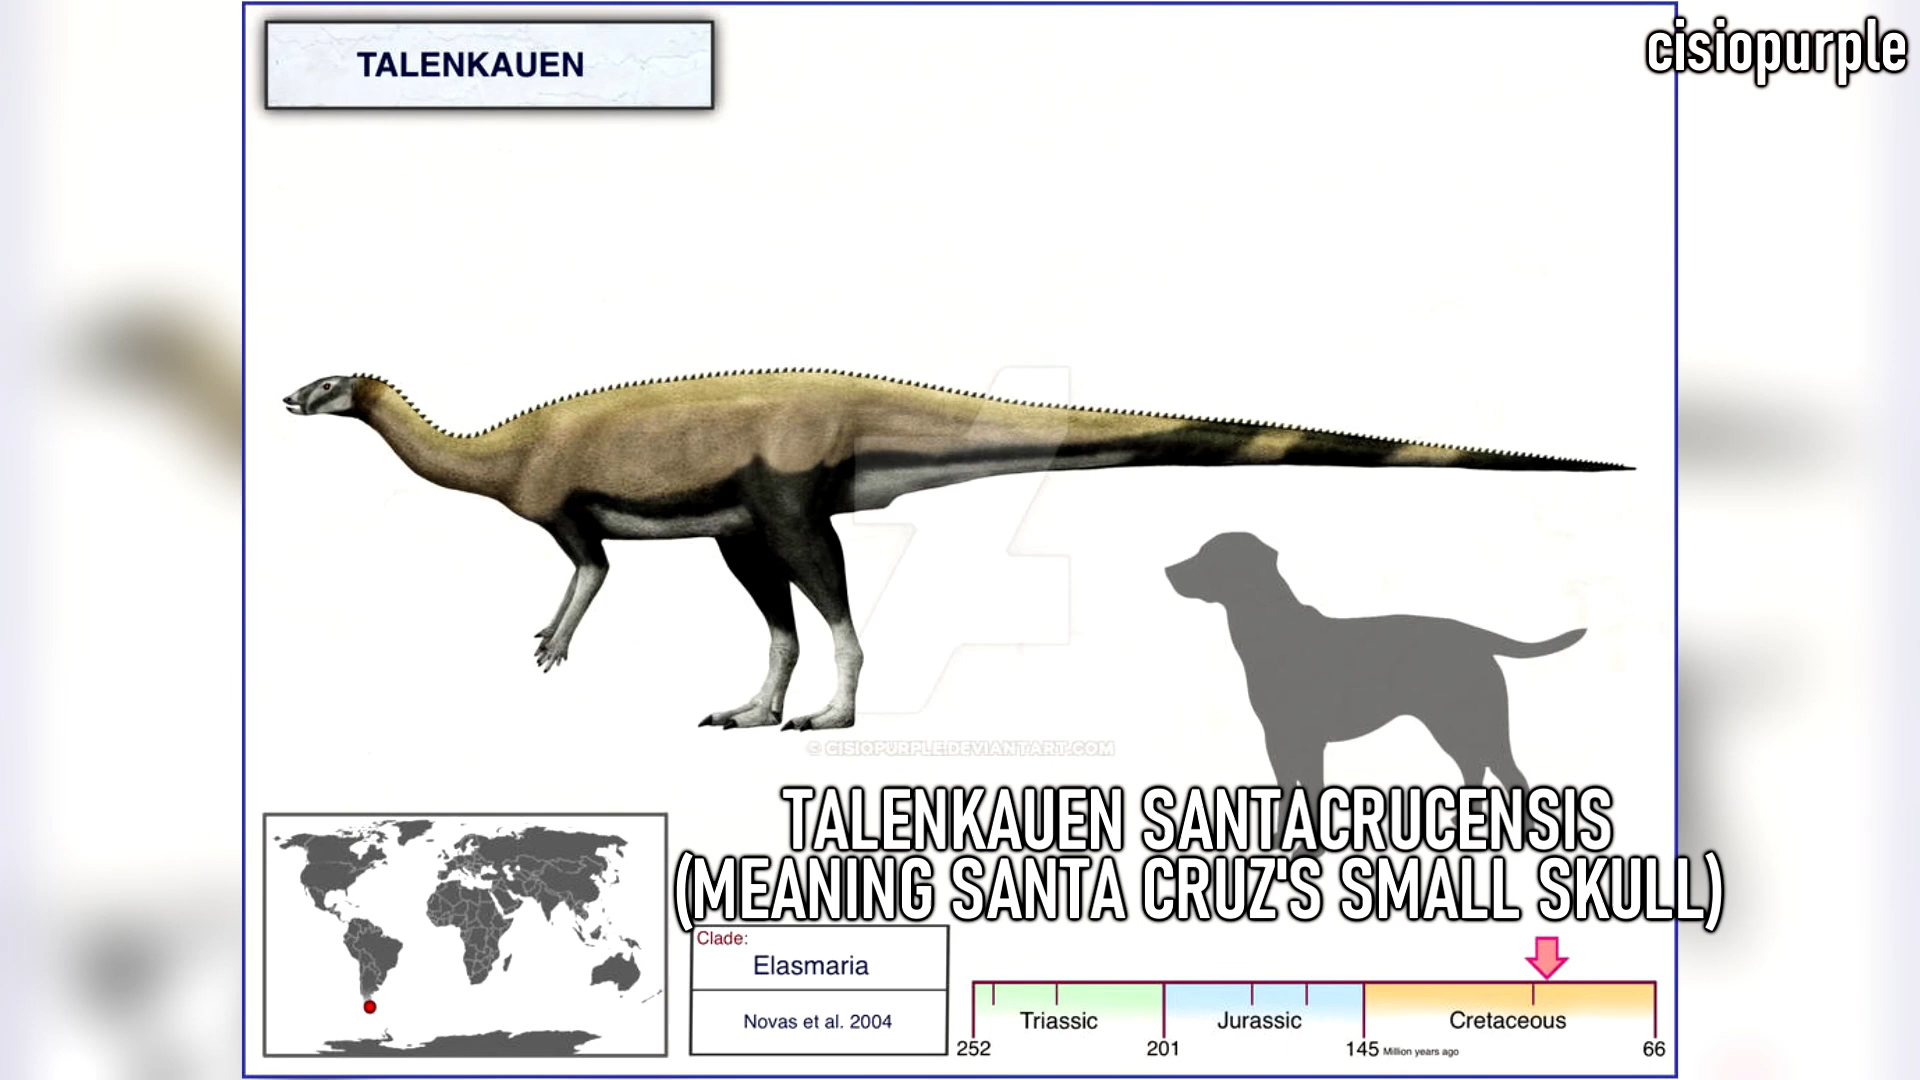 TALENKAUEN
cisiopurple
© CISIOPURPLE.DEVIANTART.COM
TALENKAUEN SANTACRUCENSIS
(MEANING SANTA CRUZ'S SMALL SKULL)
Clade:
Elasmaria
Novas et al. 2004
Triassic
Jurassic
Cretaceous
252
201
145 Million years ago
66